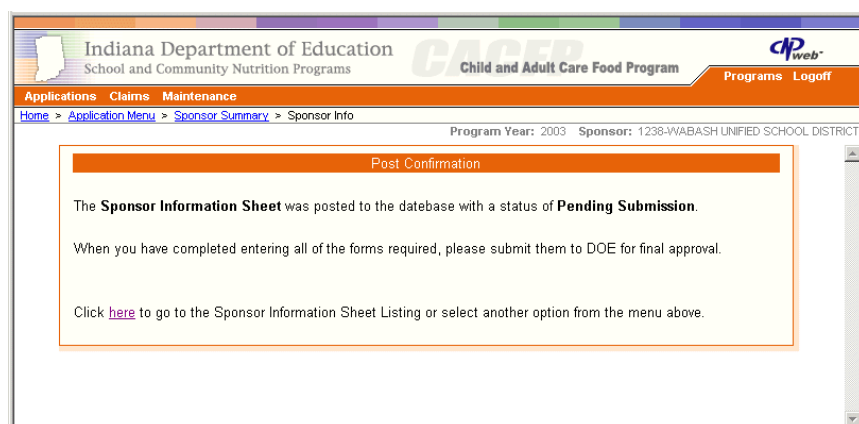 Indiana Department of Education
School and Community Nutrition Programs
CACFP
Child and Adult Care Food Program
CNPweb
Programs Logoff
Applications Claims Maintenance
Home > Application Menu > Sponsor Summary > Sponsor Info
Program Year: 2003 Sponsor: 1238-WABASH UNIFIED SCHOOL DISTRICT
Post Confirmation
The Sponsor Information Sheet was posted to the datebase with a status of Pending Submission.
When you have completed entering all of the forms required, please submit them to DOE for final approval.
Click here to go to the Sponsor Information Sheet Listing or select another option from the menu above.